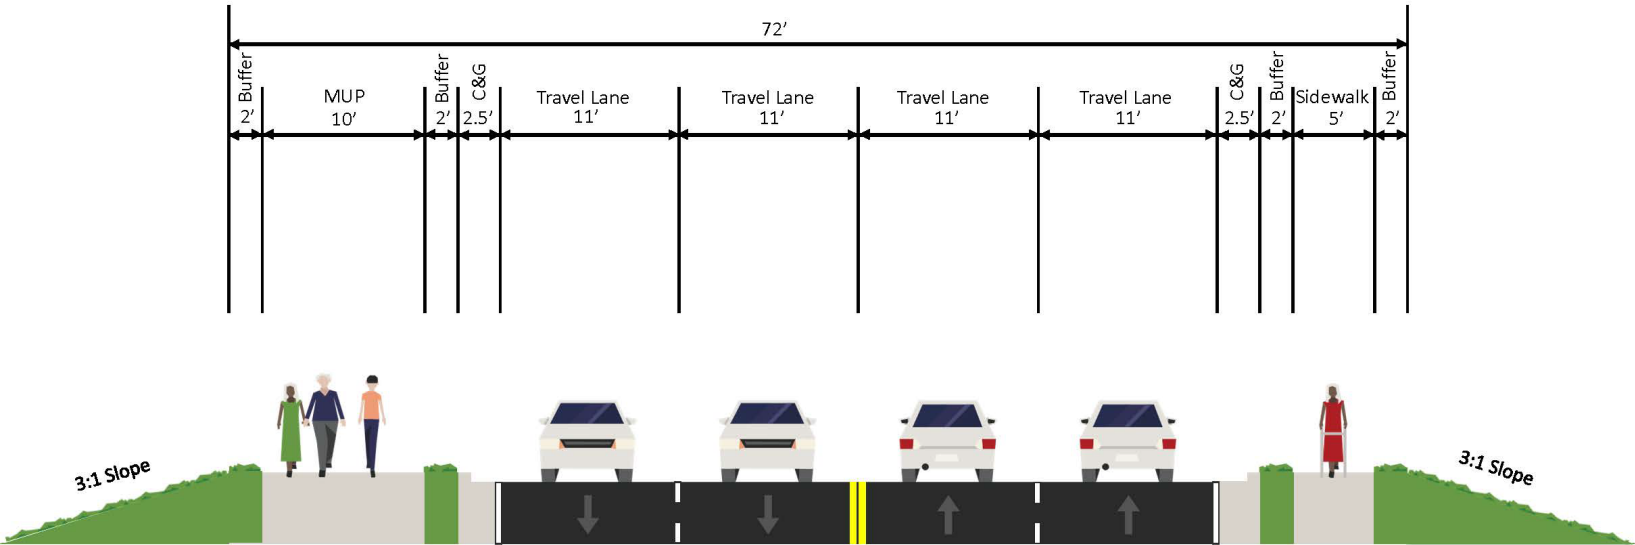 72’
Buffer
2’
MUP
10’
Buffer
2’
C&G
2.5’
Travel Lane
11’
Travel Lane
11’
Travel Lane
11’
Travel Lane
11’
C&G
2.5’
Buffer
2’
Sidewalk
5’
Buffer
2’
3:1 Slope
3:1 Slope